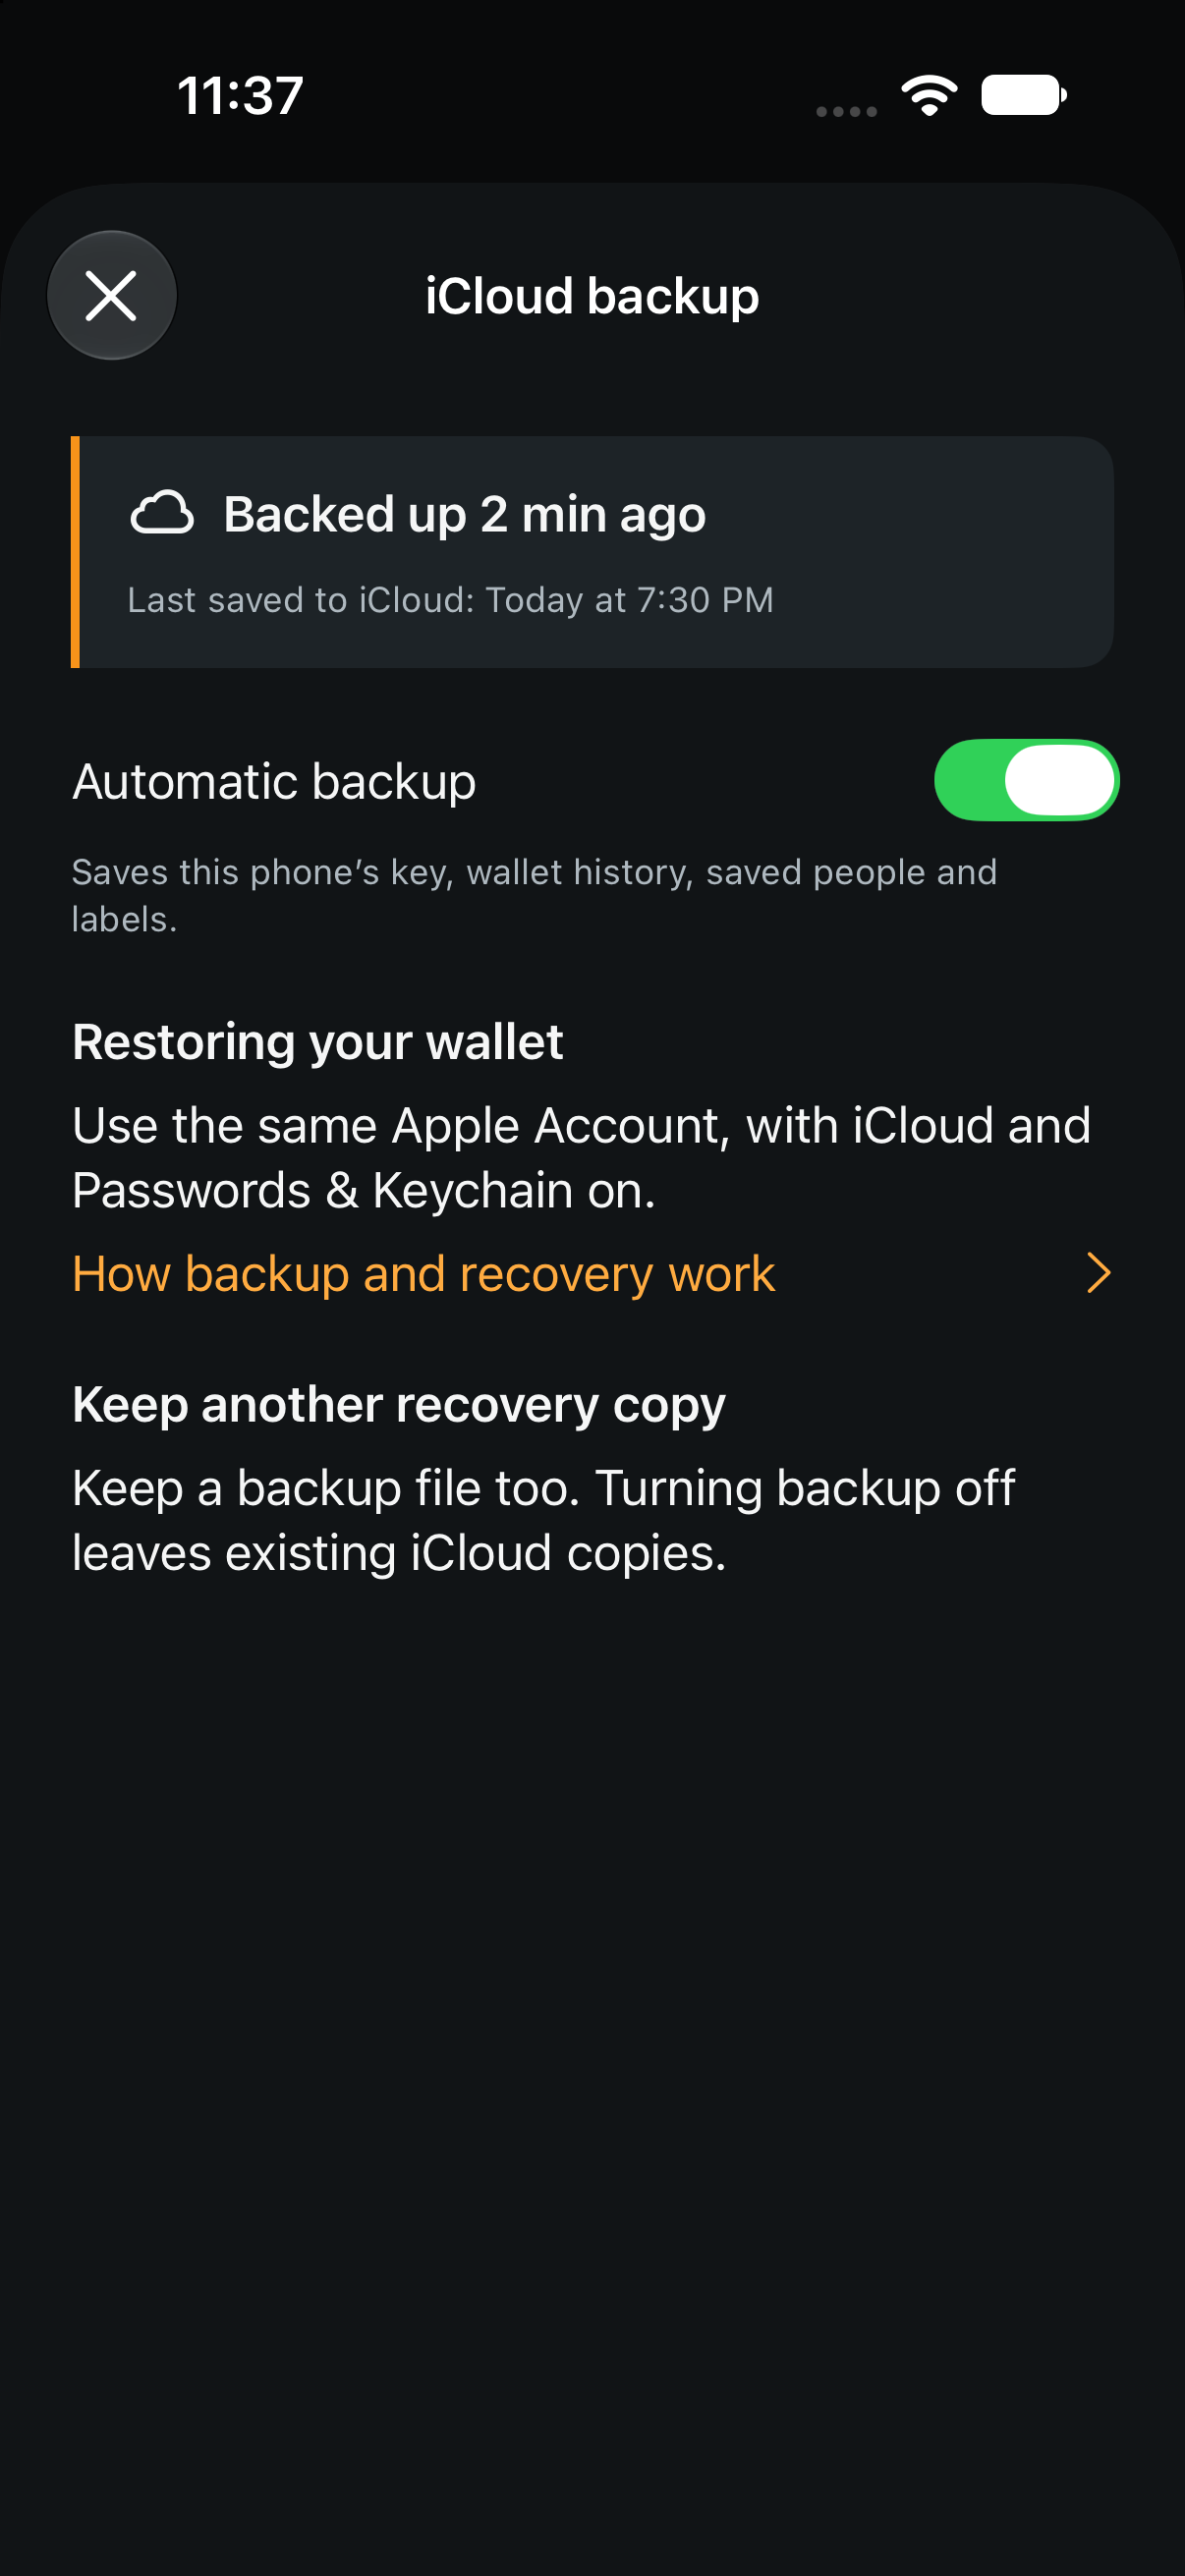 11:37
iCloud backup
Backed up 2 min ago
Last saved to iCloud: Today at 7:30 PM
Automatic backup
Saves this phone’s key, wallet history, saved people and
labels.
Restoring your wallet
Use the same Apple Account, with iCloud and
Passwords & Keychain on.
How backup and recovery work
Keep another recovery copy
Keep a backup file too. Turning backup off
leaves existing iCloud copies.